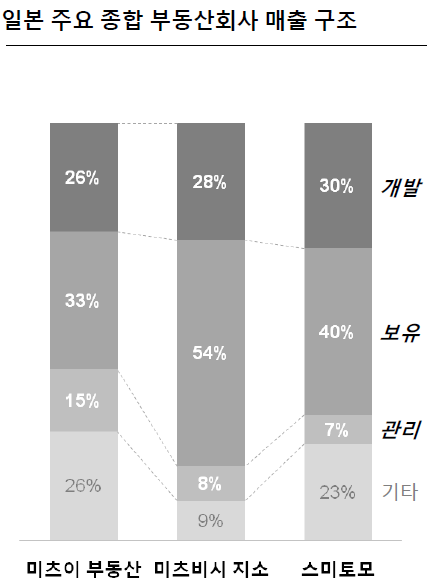 일본 주요 종합 부동산회사 매출 구조
26% 28% 30% 개발
33% 54% 40% 보유
15% 8% 7% 관리
26% 9% 23% 기타
미츠이 부동산 미츠비시 지소 스미토모